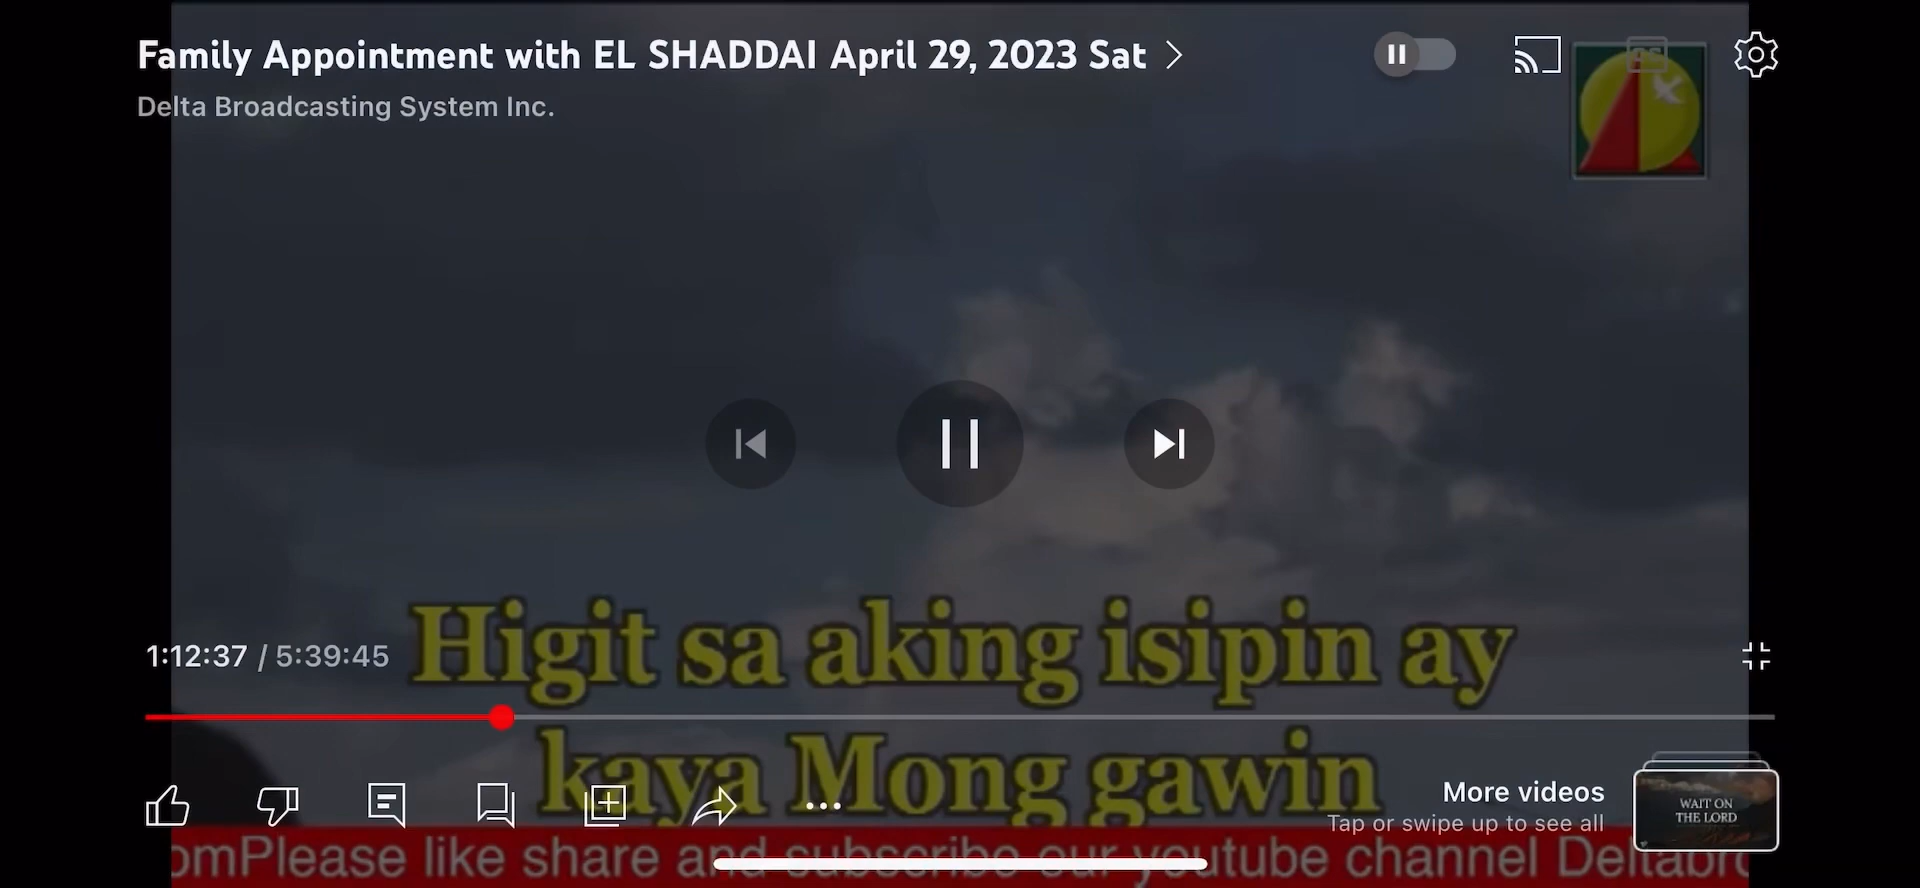 Family Appointment with EL SHADDAI April 29, 2023 Sat
Delta Broadcasting System Inc.
Higit sa aking isipin ay
1:12:37 / 5:39:45
kaya Mong gawin
More videos
Tap or swipe up to see all
WAIT ON
THE LORD
omPlease like share and subscribe our youtube channel Deltabro